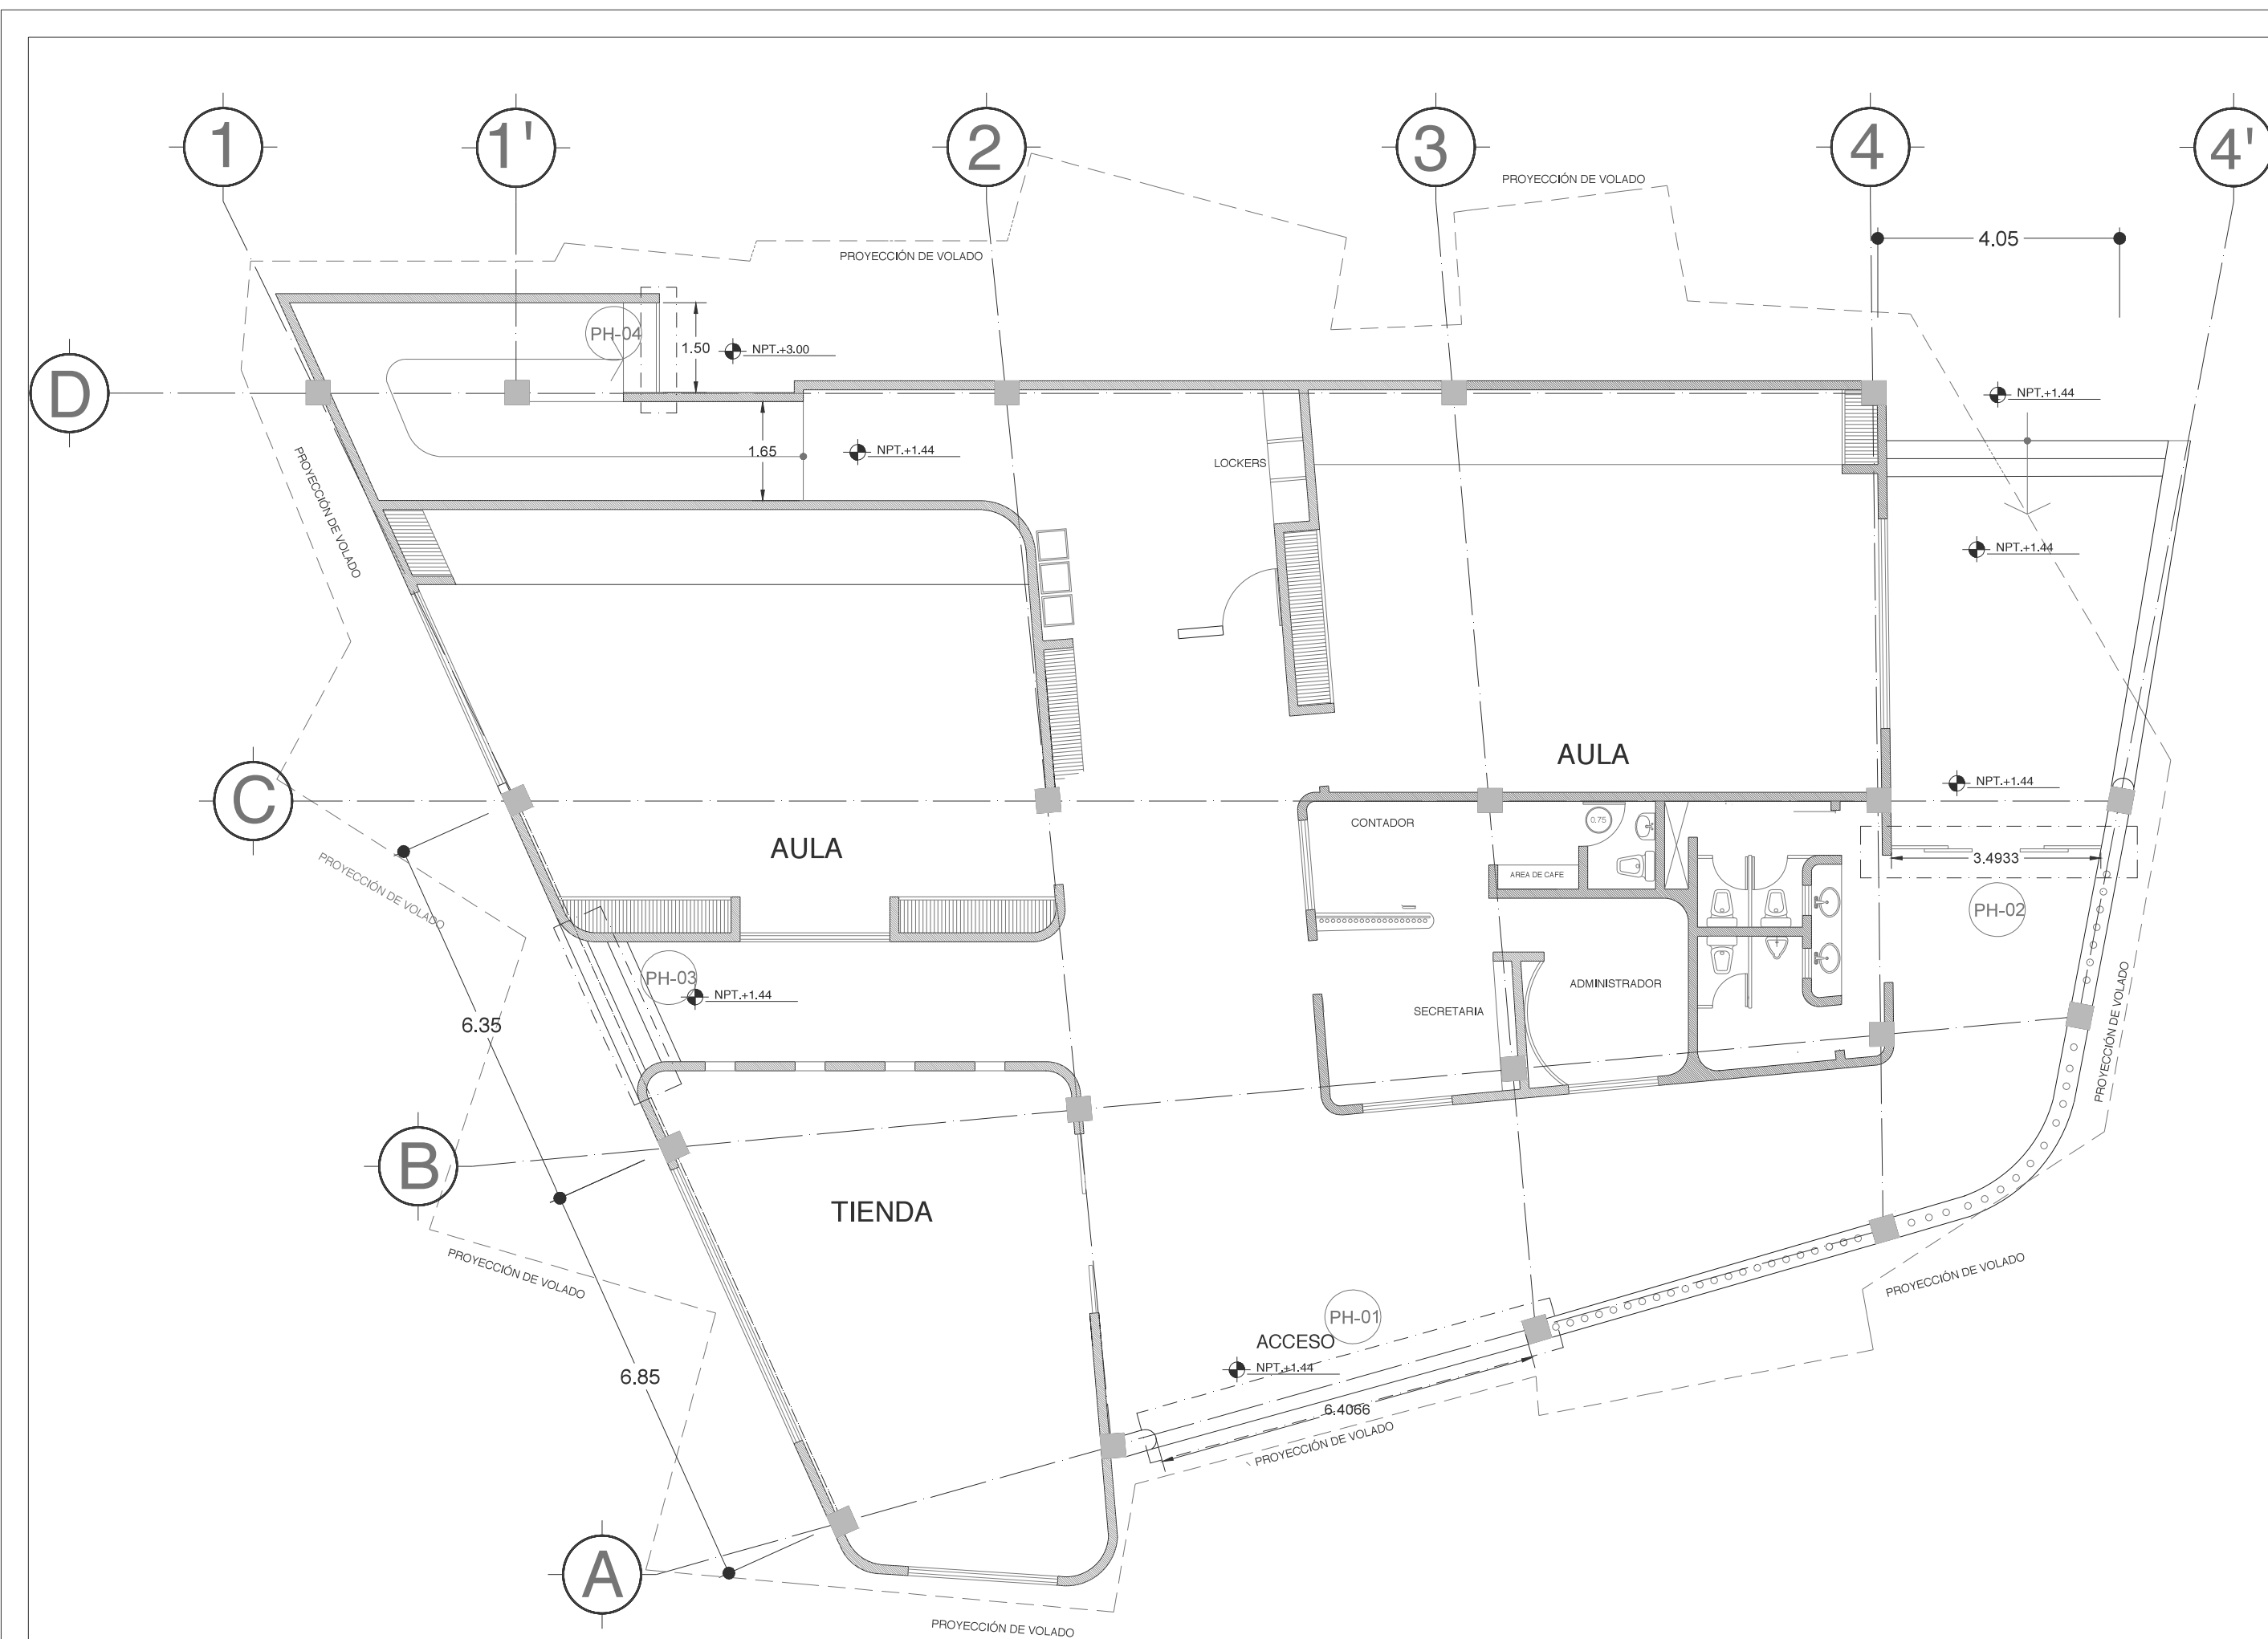 1
1'
2
3
4
4'
PROYECCIÓN DE VOLADO
4.05
PROYECCIÓN DE VOLADO
PH-04
1.50
NPT.+3.00
D
NPT.+1.44
1.65
NPT.+1.44
LOCKERS
PROYECCIÓN DE VOLADO
NPT.+1.44
AULA
C
NPT.+1.44
CONTADOR
0.75
AULA
3.4933
PROYECCIÓN DE VOLADO
AREA DE CAFE
PH-02
PH-03
NPT.+1.44
ADMINISTRADOR
SECRETARIA
6.35
PROYECCIÓN DE VOLADO
B
TIENDA
PROYECCIÓN DE VOLADO
PROYECCIÓN DE VOLADO
PH-01
ACCESO
NPT.+1.44
6.85
6.4066
PROYECCIÓN DE VOLADO
A
PROYECCIÓN DE VOLADO